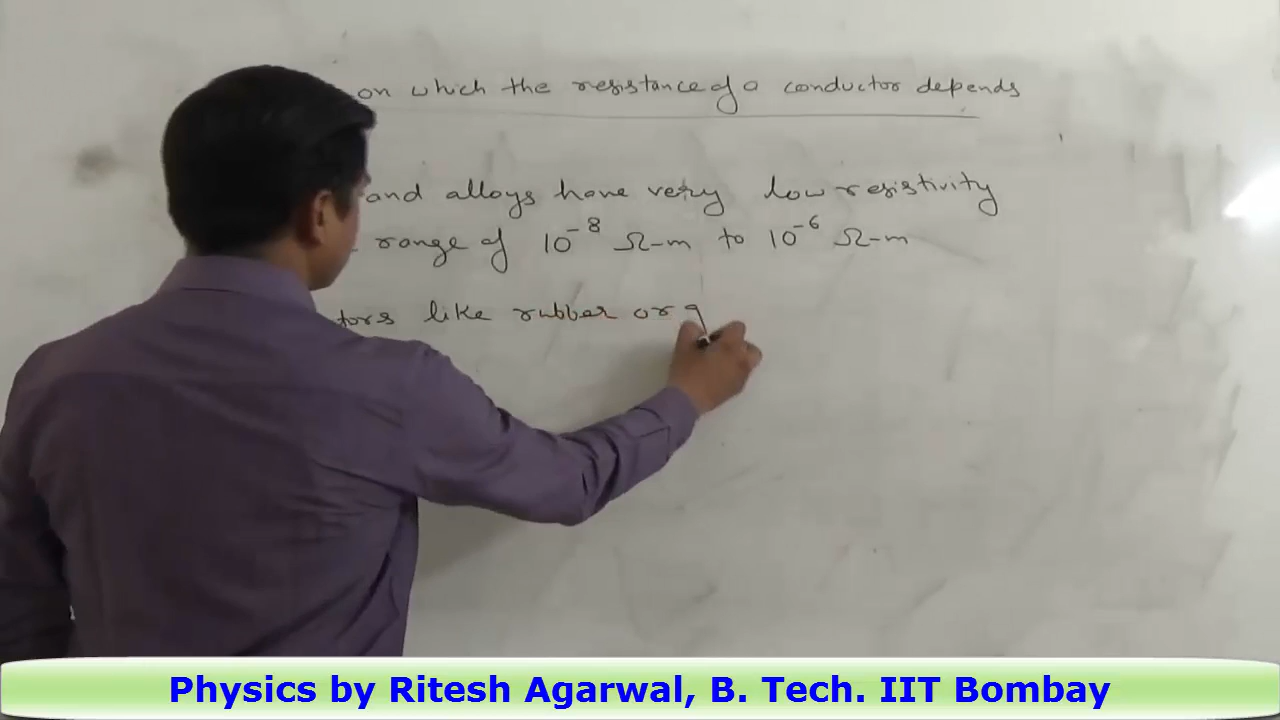 on which the resistance of a conductor depends
and alloys have very low resistivity
range of 10⁻⁸ Ω-m to 10⁻⁶ Ω-m
tors like rubber or g
Physics by Ritesh Agarwal, B. Tech. IIT Bombay